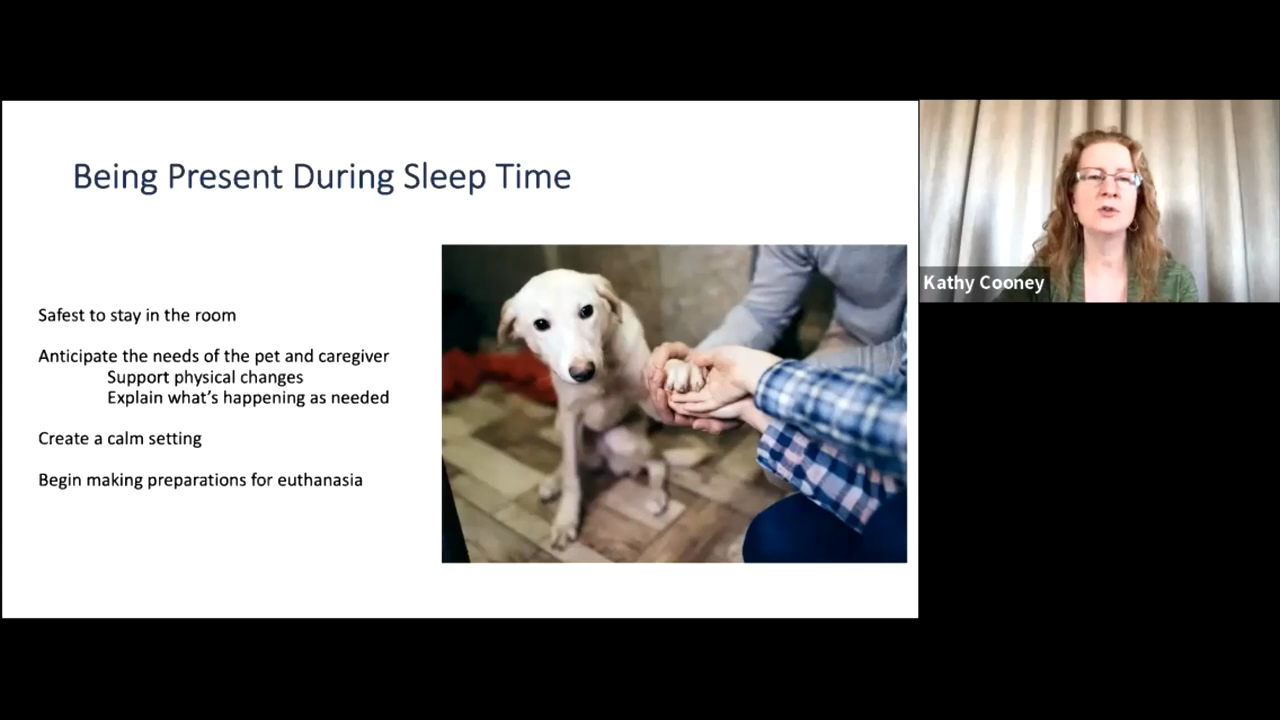 Being Present During Sleep Time
Safest to stay in the room
Anticipate the needs of the pet and caregiver
Support physical changes
Explain what’s happening as needed
Create a calm setting
Begin making preparations for euthanasia
Kathy Cooney